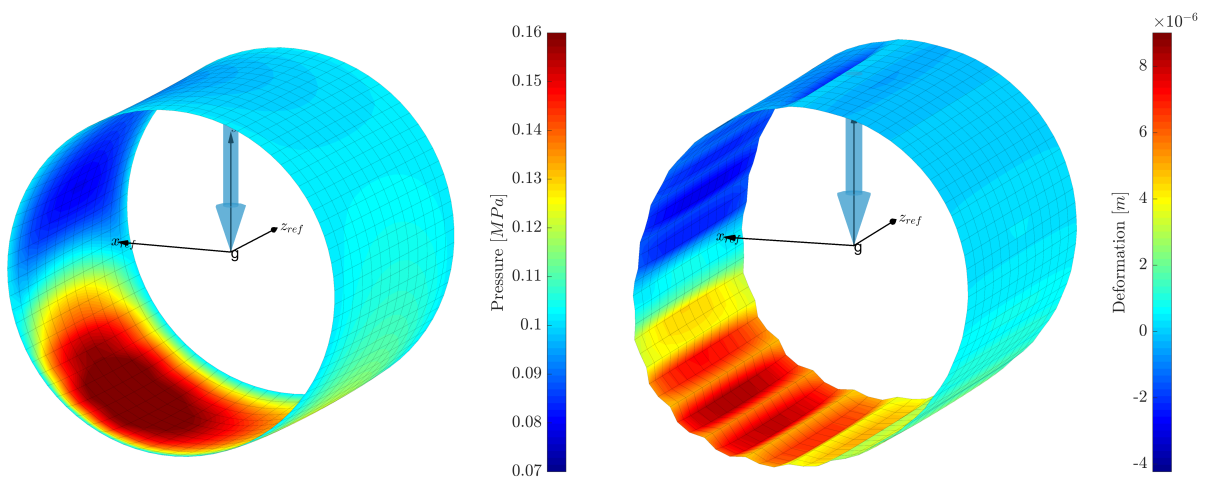 0.16
0.15
0.14
0.13
0.12
0.11
0.1
0.09
0.08
0.07
Pressure [MPa]
x_ref
z_ref
g
×10^-6
8
6
4
2
0
-2
-4
Deformation [m]
x_ref
z_ref
g